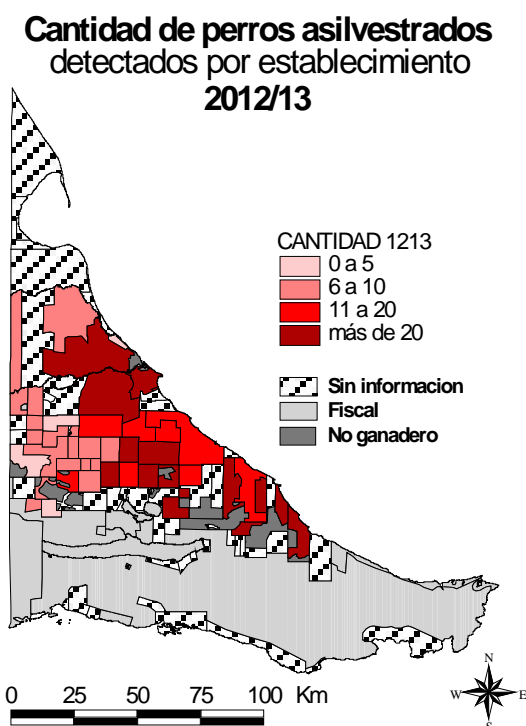 Cantidad de perros asilvestrados
detectados por establecimiento
2012/13
CANTIDAD 1213
0 a 5
6 a 10
11 a 20
más de 20
Sin informacion
Fiscal
No ganadero
0 25 50 75 100 Km
N
W E
S